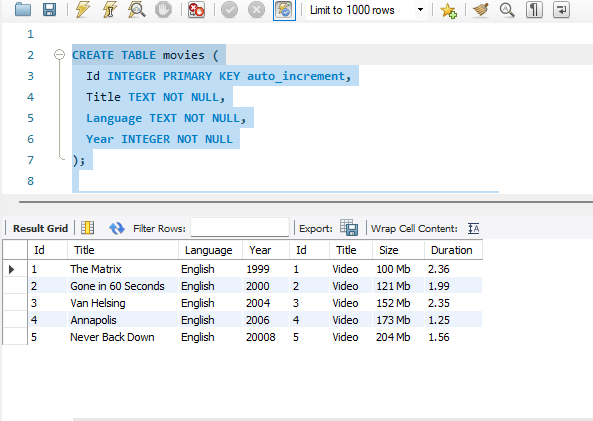 Limit to 1000 rows
1
2 CREATE TABLE movies (
3 Id INTEGER PRIMARY KEY auto_increment,
4 Title TEXT NOT NULL,
5 Language TEXT NOT NULL,
6 Year INTEGER NOT NULL
7 );
8
Result Grid Filter Rows: Export: Wrap Cell Content: IA
Id Title Language Year Id Title Size Duration
1 The Matrix English 1999 1 Video 100 Mb 2.36
2 Gone in 60 Seconds English 2000 2 Video 121 Mb 1.99
3 Van Helsing English 2004 3 Video 152 Mb 2.35
4 Annapolis English 2006 4 Video 173 Mb 1.25
5 Never Back Down English 20008 5 Video 204 Mb 1.56